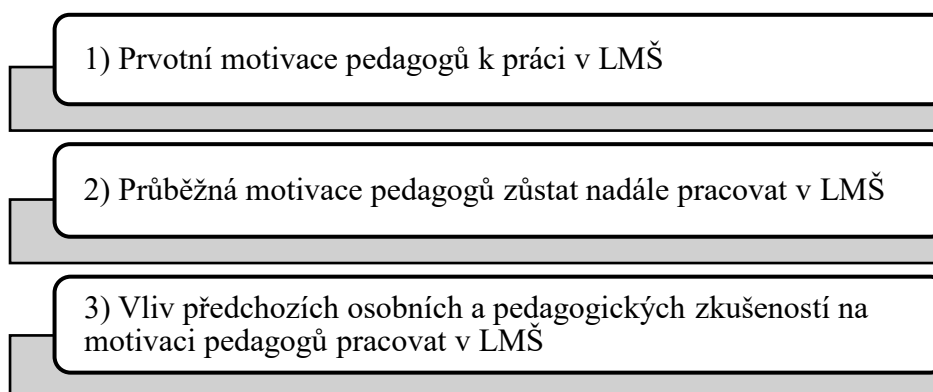 1) Prvotní motivace pedagogů k práci v LMŠ
2) Průběžná motivace pedagogů zůstat nadále pracovat v LMŠ
3) Vliv předchozích osobních a pedagogických zkušeností na
motivaci pedagogů pracovat v LMŠ